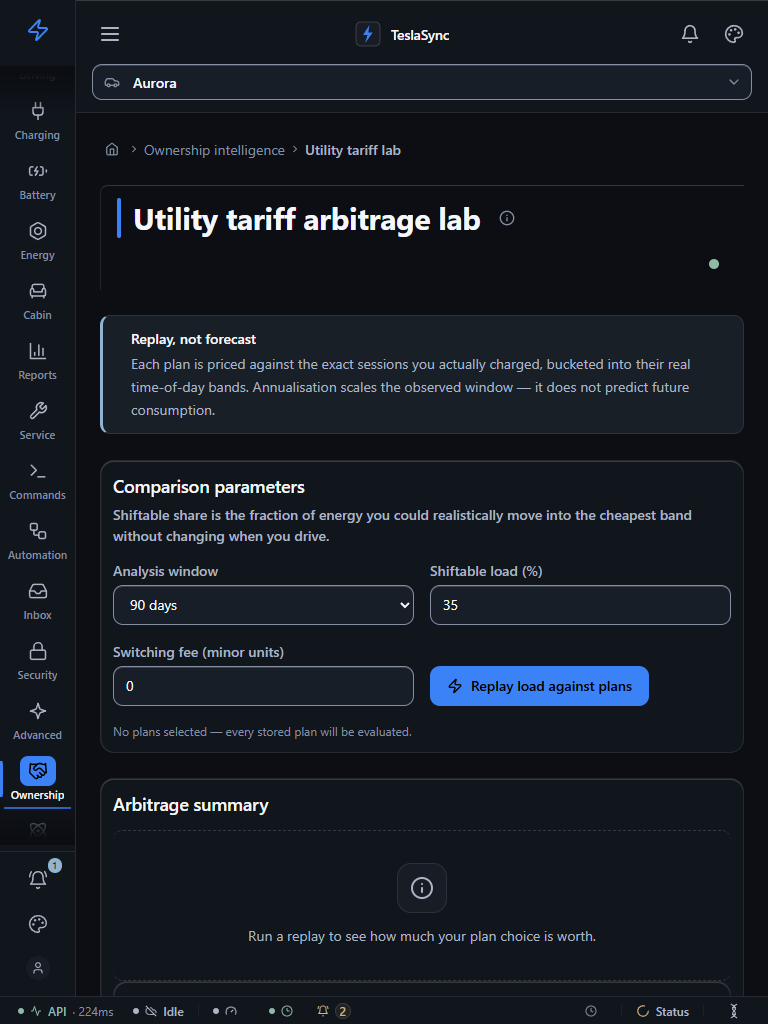 TeslaSync
Aurora
Driving
Charging
Battery
Energy
Cabin
Reports
Service
Commands
Automation
Inbox
Security
Advanced
Ownership
1
Ownership intelligence > Utility tariff lab
Utility tariff arbitrage lab
Replay, not forecast
Each plan is priced against the exact sessions you actually charged, bucketed into their real
time-of-day bands. Annualisation scales the observed window — it does not predict future
consumption.
Comparison parameters
Shiftable share is the fraction of energy you could realistically move into the cheapest band
without changing when you drive.
Analysis window
90 days
Shiftable load (%)
35
Switching fee (minor units)
0
Replay load against plans
No plans selected — every stored plan will be evaluated.
Arbitrage summary
Run a replay to see how much your plan choice is worth.
API · 224ms
Idle
2
Status